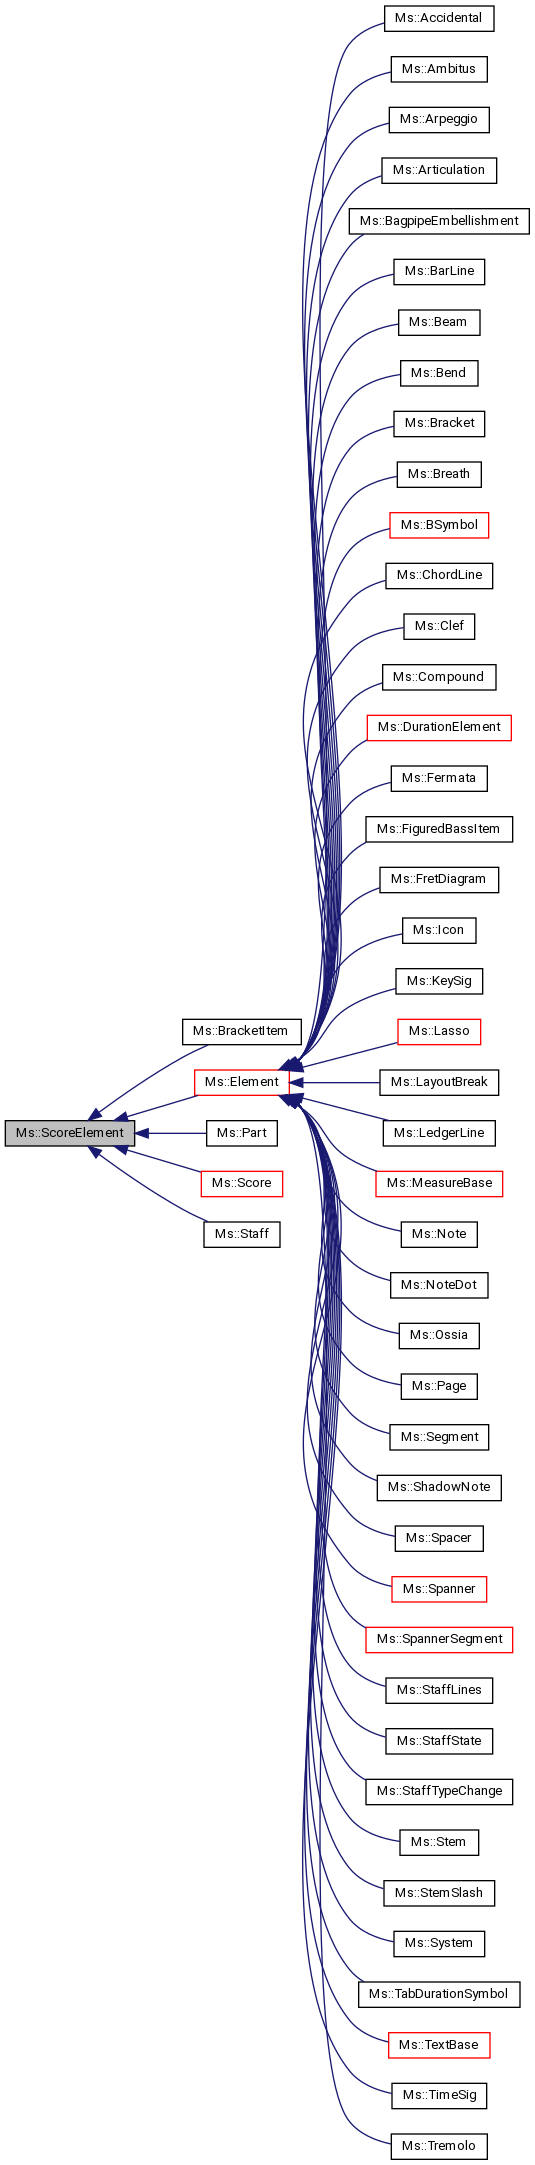 Ms::Accidental
Ms::Ambitus
Ms::Arpeggio
Ms::Articulation
Ms::BagpipeEmbellishment
Ms::BarLine
Ms::Beam
Ms::Bend
Ms::Bracket
Ms::Breath
Ms::BSymbol
Ms::ChordLine
Ms::Clef
Ms::Compound
Ms::DurationElement
Ms::Fermata
Ms::FiguredBassItem
Ms::FretDiagram
Ms::Icon
Ms::KeySig
Ms::BracketItem
Ms::Lasso
Ms::Element
Ms::LayoutBreak
Ms::ScoreElement
Ms::Part
Ms::LedgerLine
Ms::Score
Ms::MeasureBase
Ms::Staff
Ms::Note
Ms::NoteDot
Ms::Ossia
Ms::Page
Ms::Segment
Ms::ShadowNote
Ms::Spacer
Ms::Spanner
Ms::SpannerSegment
Ms::StaffLines
Ms::StaffState
Ms::StaffTypeChange
Ms::Stem
Ms::StemSlash
Ms::System
Ms::TabDurationSymbol
Ms::TextBase
Ms::TimeSig
Ms::Tremolo